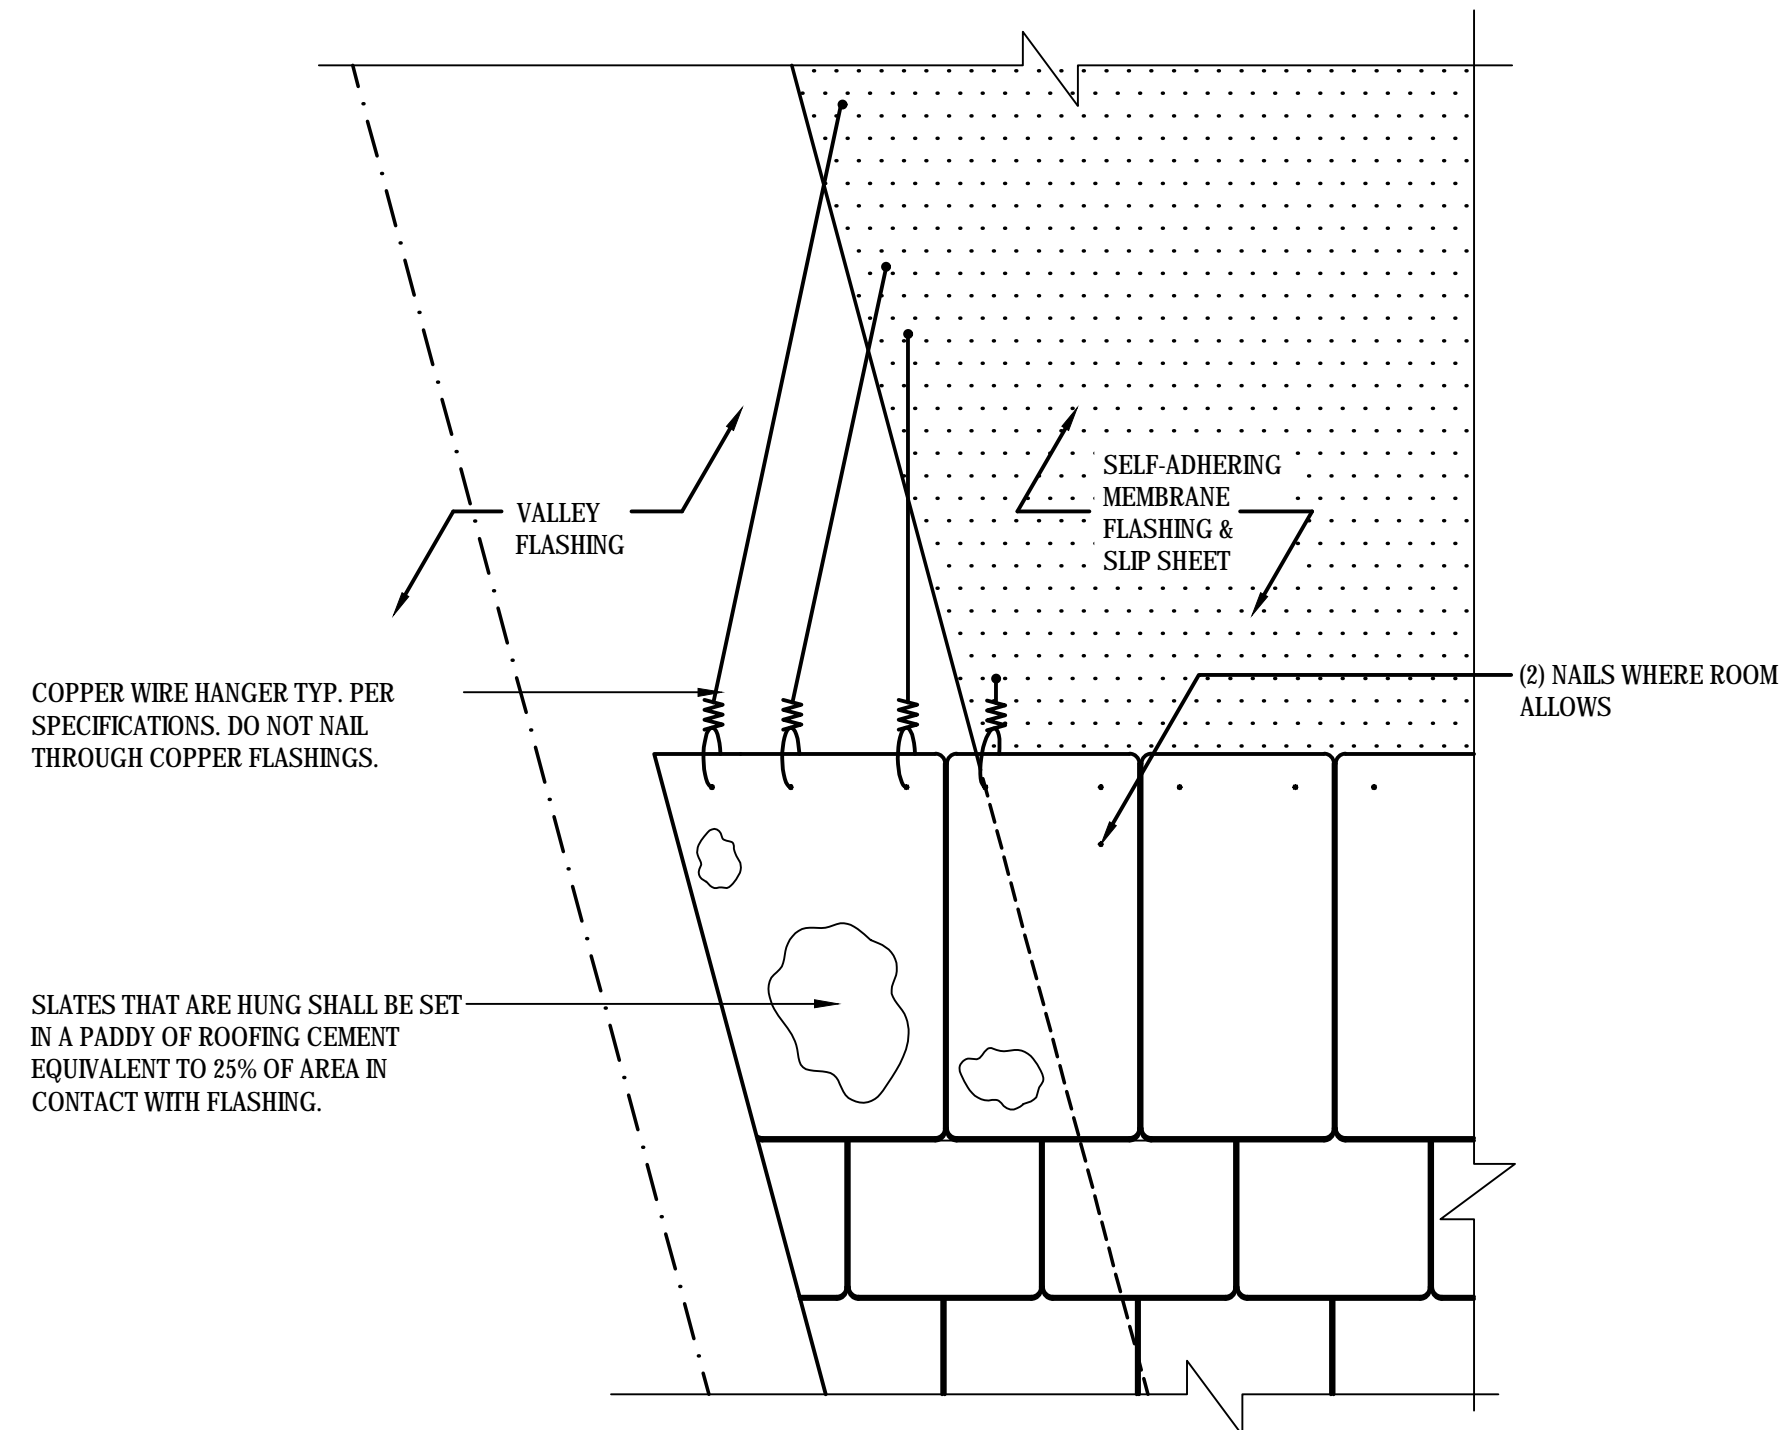 SELF-ADHERING
MEMBRANE
FLASHING &
SLIP SHEET
VALLEY
FLASHING
COPPER WIRE HANGER TYP. PER
SPECIFICATIONS. DO NOT NAIL
THROUGH COPPER FLASHINGS.
(2) NAILS WHERE ROOM
ALLOWS
SLATES THAT ARE HUNG SHALL BE SET
IN A PADDY OF ROOFING CEMENT
EQUIVALENT TO 25% OF AREA IN
CONTACT WITH FLASHING.